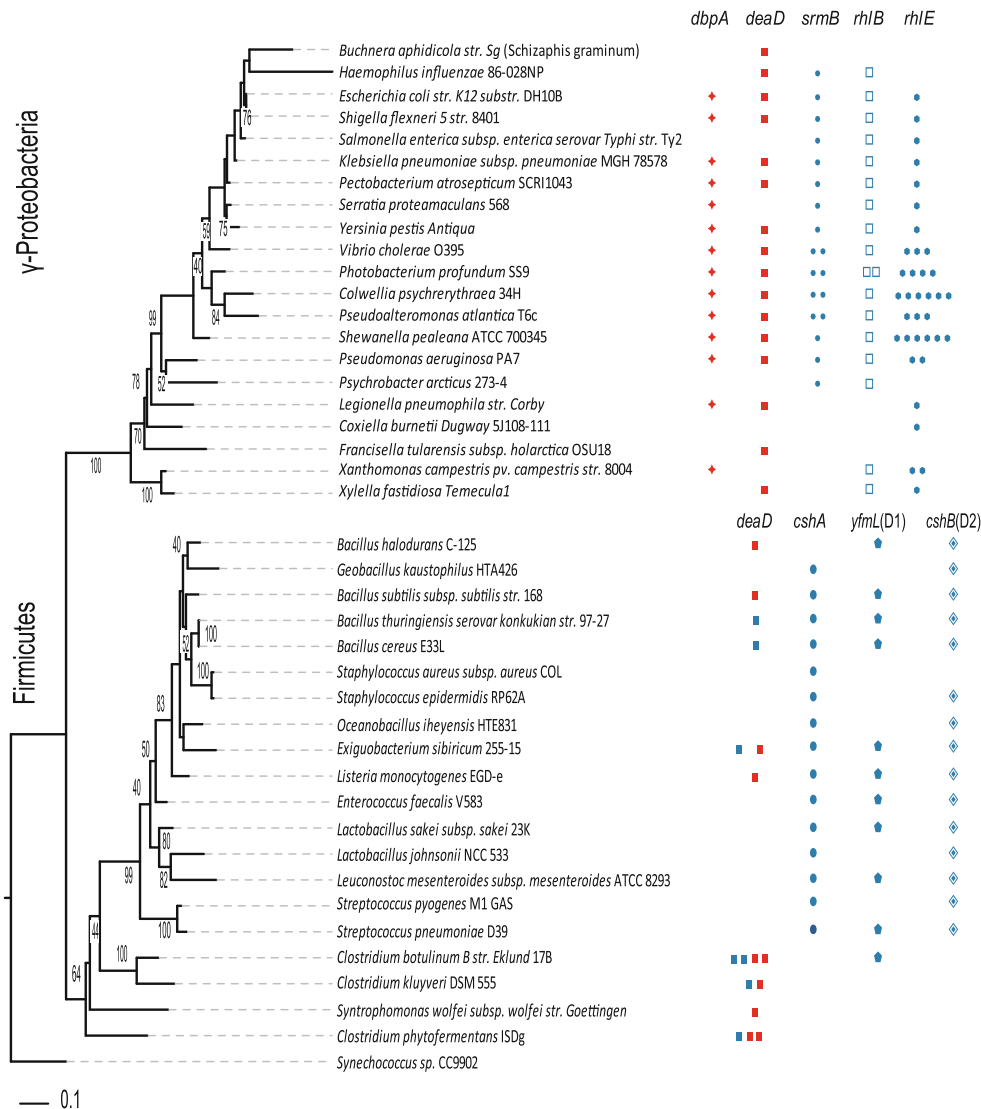 dbpA deaD srmB rhlB rhlE
γ-Proteobacteria
Buchnera aphidicola str. Sg (Schizaphis graminum)
Haemophilus influenzae 86-028NP
Escherichia coli str. K12 substr. DH10B
76
Shigella flexneri 5 str. 8401
Salmonella enterica subsp. enterica serovar Typhi str. Ty2
Klebsiella pneumoniae subsp. pneumoniae MGH 78578
Pectobacterium atrosepticum SCRI1043
Serratia proteamaculans 568
59 75
Yersinia pestis Antiqua
Vibrio cholerae O395
40
Photobacterium profundum SS9
Colwellia psychrerythraea 34H
99 84
Pseudoalteromonas atlantica T6c
Shewanella pealeana ATCC 700345
Pseudomonas aeruginosa PA7
78 52
Psychrobacter arcticus 273-4
Legionella pneumophila str. Corby
Coxiella burnetii Dugway 5J108-111
70
Francisella tularensis subsp. holarctica OSU18
100
Xanthomonas campestris pv. campestris str. 8004
100
Xylella fastidiosa Temecula1
deaD cshA yfmL(D1) cshB(D2)
Firmicutes
40
Bacillus halodurans C-125
Geobacillus kaustophilus HTA426
Bacillus subtilis subsp. subtilis str. 168
Bacillus thuringiensis serovar konkukian str. 97-27
52 100
Bacillus cereus E33L
100
Staphylococcus aureus subsp. aureus COL
Staphylococcus epidermidis RP62A
83
Oceanobacillus iheyensis HTE831
50
Exiguobacterium sibiricum 255-15
Listeria monocytogenes EGD-e
40
Enterococcus faecalis V583
Lactobacillus sakei subsp. sakei 23K
80
Lactobacillus johnsonii NCC 533
99 82
Leuconostoc mesenteroides subsp. mesenteroides ATCC 8293
Streptococcus pyogenes M1 GAS
44 100
Streptococcus pneumoniae D39
100
Clostridium botulinum B str. Eklund 17B
64
Clostridium kluyveri DSM 555
Syntrophomonas wolfei subsp. wolfei str. Goettingen
Clostridium phytofermentans ISDg
Synechococcus sp. CC9902
0.1